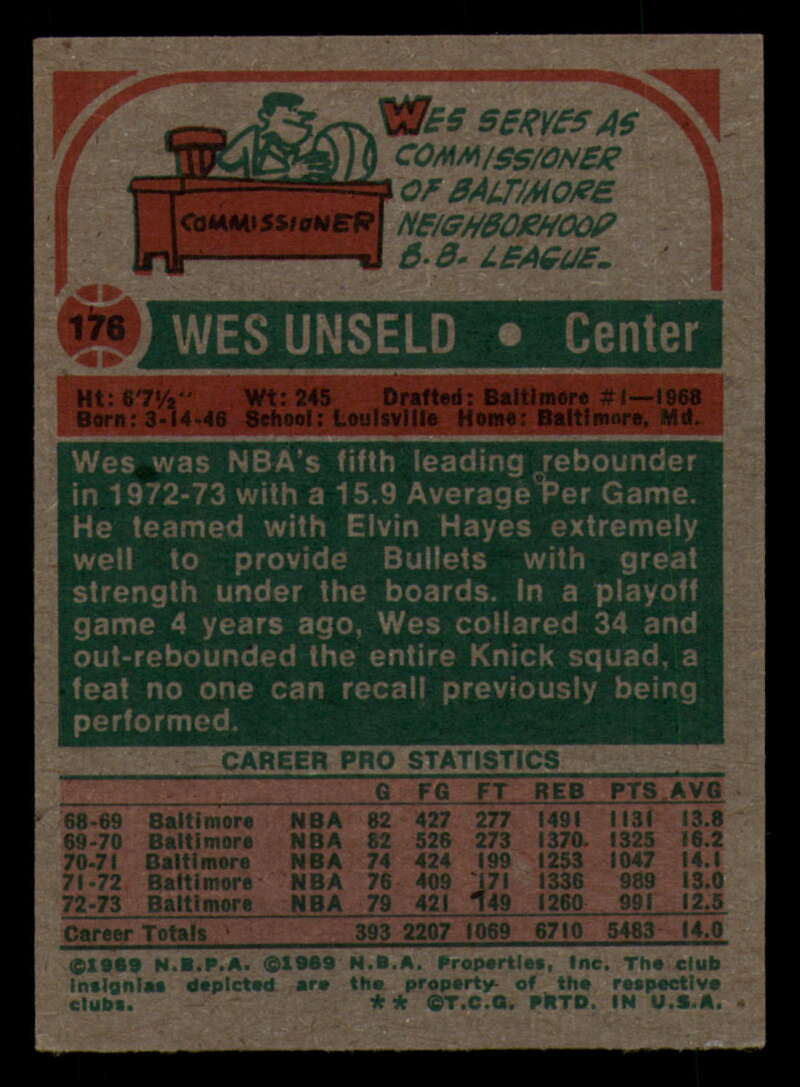 WES SERVES AS
COMMISSIONER
OF BALTIMORE
NEIGHBORHOOD
B.B. LEAGUE.
COMMISSIONER
176 WES UNSELD • Center
Ht: 6'7½" Wt: 245 Drafted: Baltimore #1—1968
Born: 3-14-46 School: Louisville Home: Baltimore, Md.
Wes was NBA's fifth leading rebounder
in 1972-73 with a 15.9 Average Per Game.
He teamed with Elvin Hayes extremely
well to provide Bullets with great
strength under the boards. In a playoff
game 4 years ago, Wes collared 34 and
out-rebounded the entire Knick squad, a
feat no one can recall previously being
performed.
CAREER PRO STATISTICS
G FG FT REB PTS AVG
68-69 Baltimore NBA 82 427 277 1491 1131 13.8
69-70 Baltimore NBA 82 526 273 1370 1325 16.2
70-71 Baltimore NBA 74 424 199 1253 1047 14.1
71-72 Baltimore NBA 76 409 171 1336 989 13.0
72-73 Baltimore NBA 79 421 149 1260 991 12.5
Career Totals 393 2207 1069 6710 5483 14.0
©1969 N.B.P.A. ©1969 N.B.A. Properties, Inc. The club
insignias depicted are the property of the respective
clubs. ** ©T.C.G. PRTD. IN U.S.A.